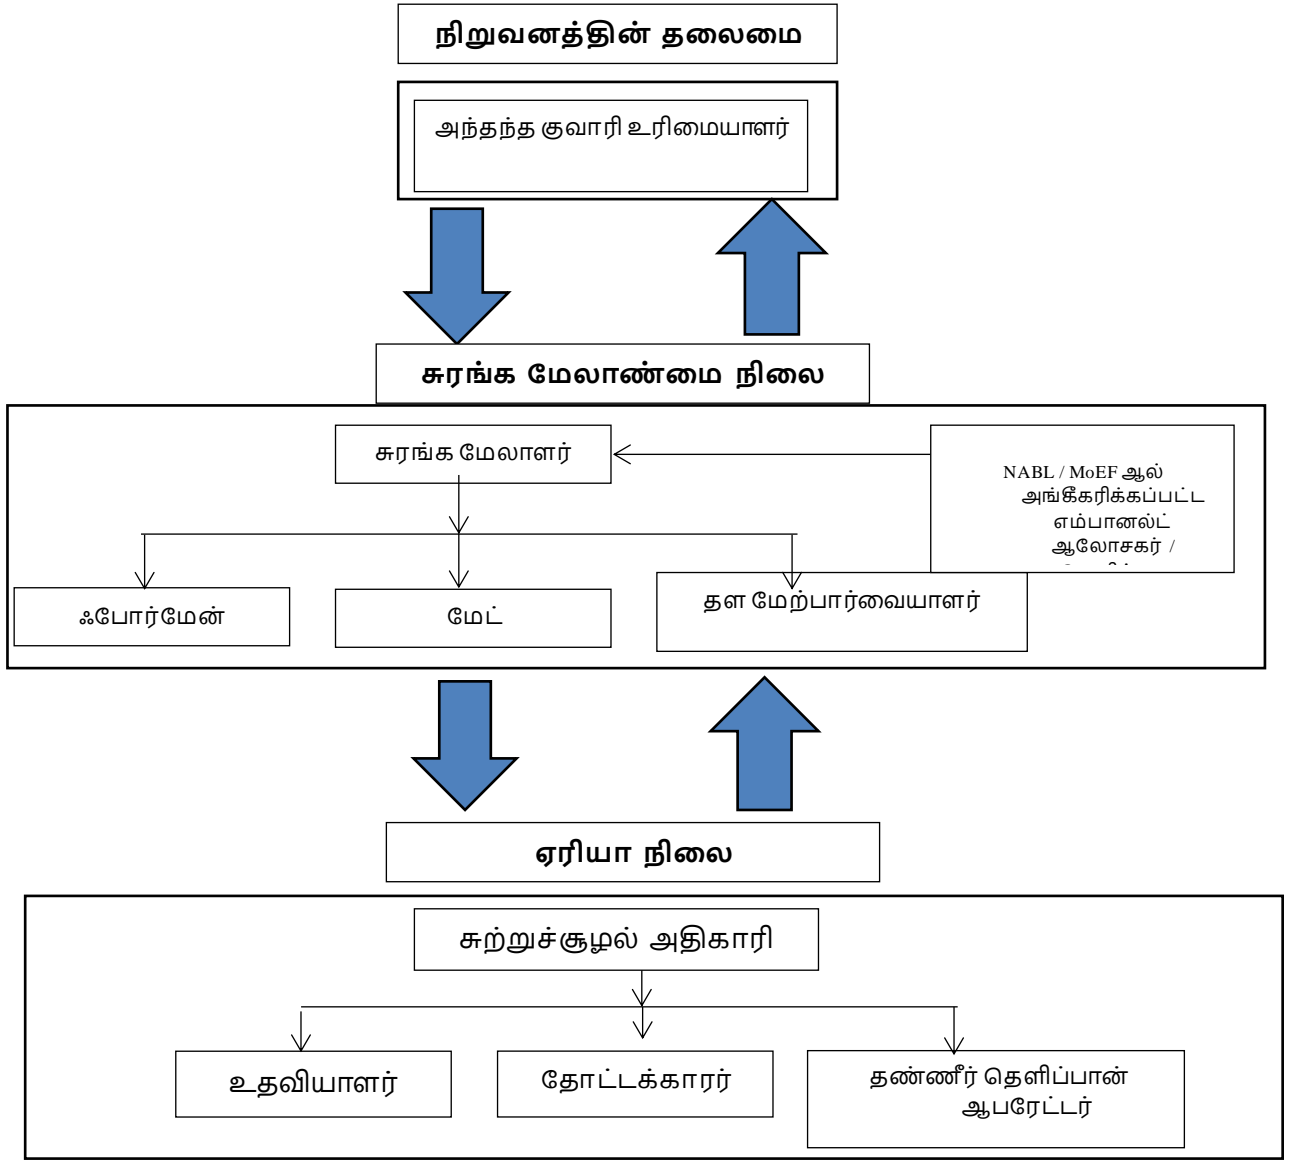 நிறுவனத்தின் தலைமை
அந்தந்த குவாரி உரிமையாளர்
சுரங்க மேலாண்மை நிலை
சுரங்க மேலாளர்
NABL / MoEF ஆல்
அங்கீகரிக்கப்பட்ட
எம்பானல்ட்
ஆலோசகர் /
ஃபோர்மேன்
மேட்
தள மேற்பார்வையாளர்
ஏரியா நிலை
சுற்றுச்சூழல் அதிகாரி
உதவியாளர்
தோட்டக்காரர்
தண்ணீர் தெளிப்பான்
ஆபரேட்டர்